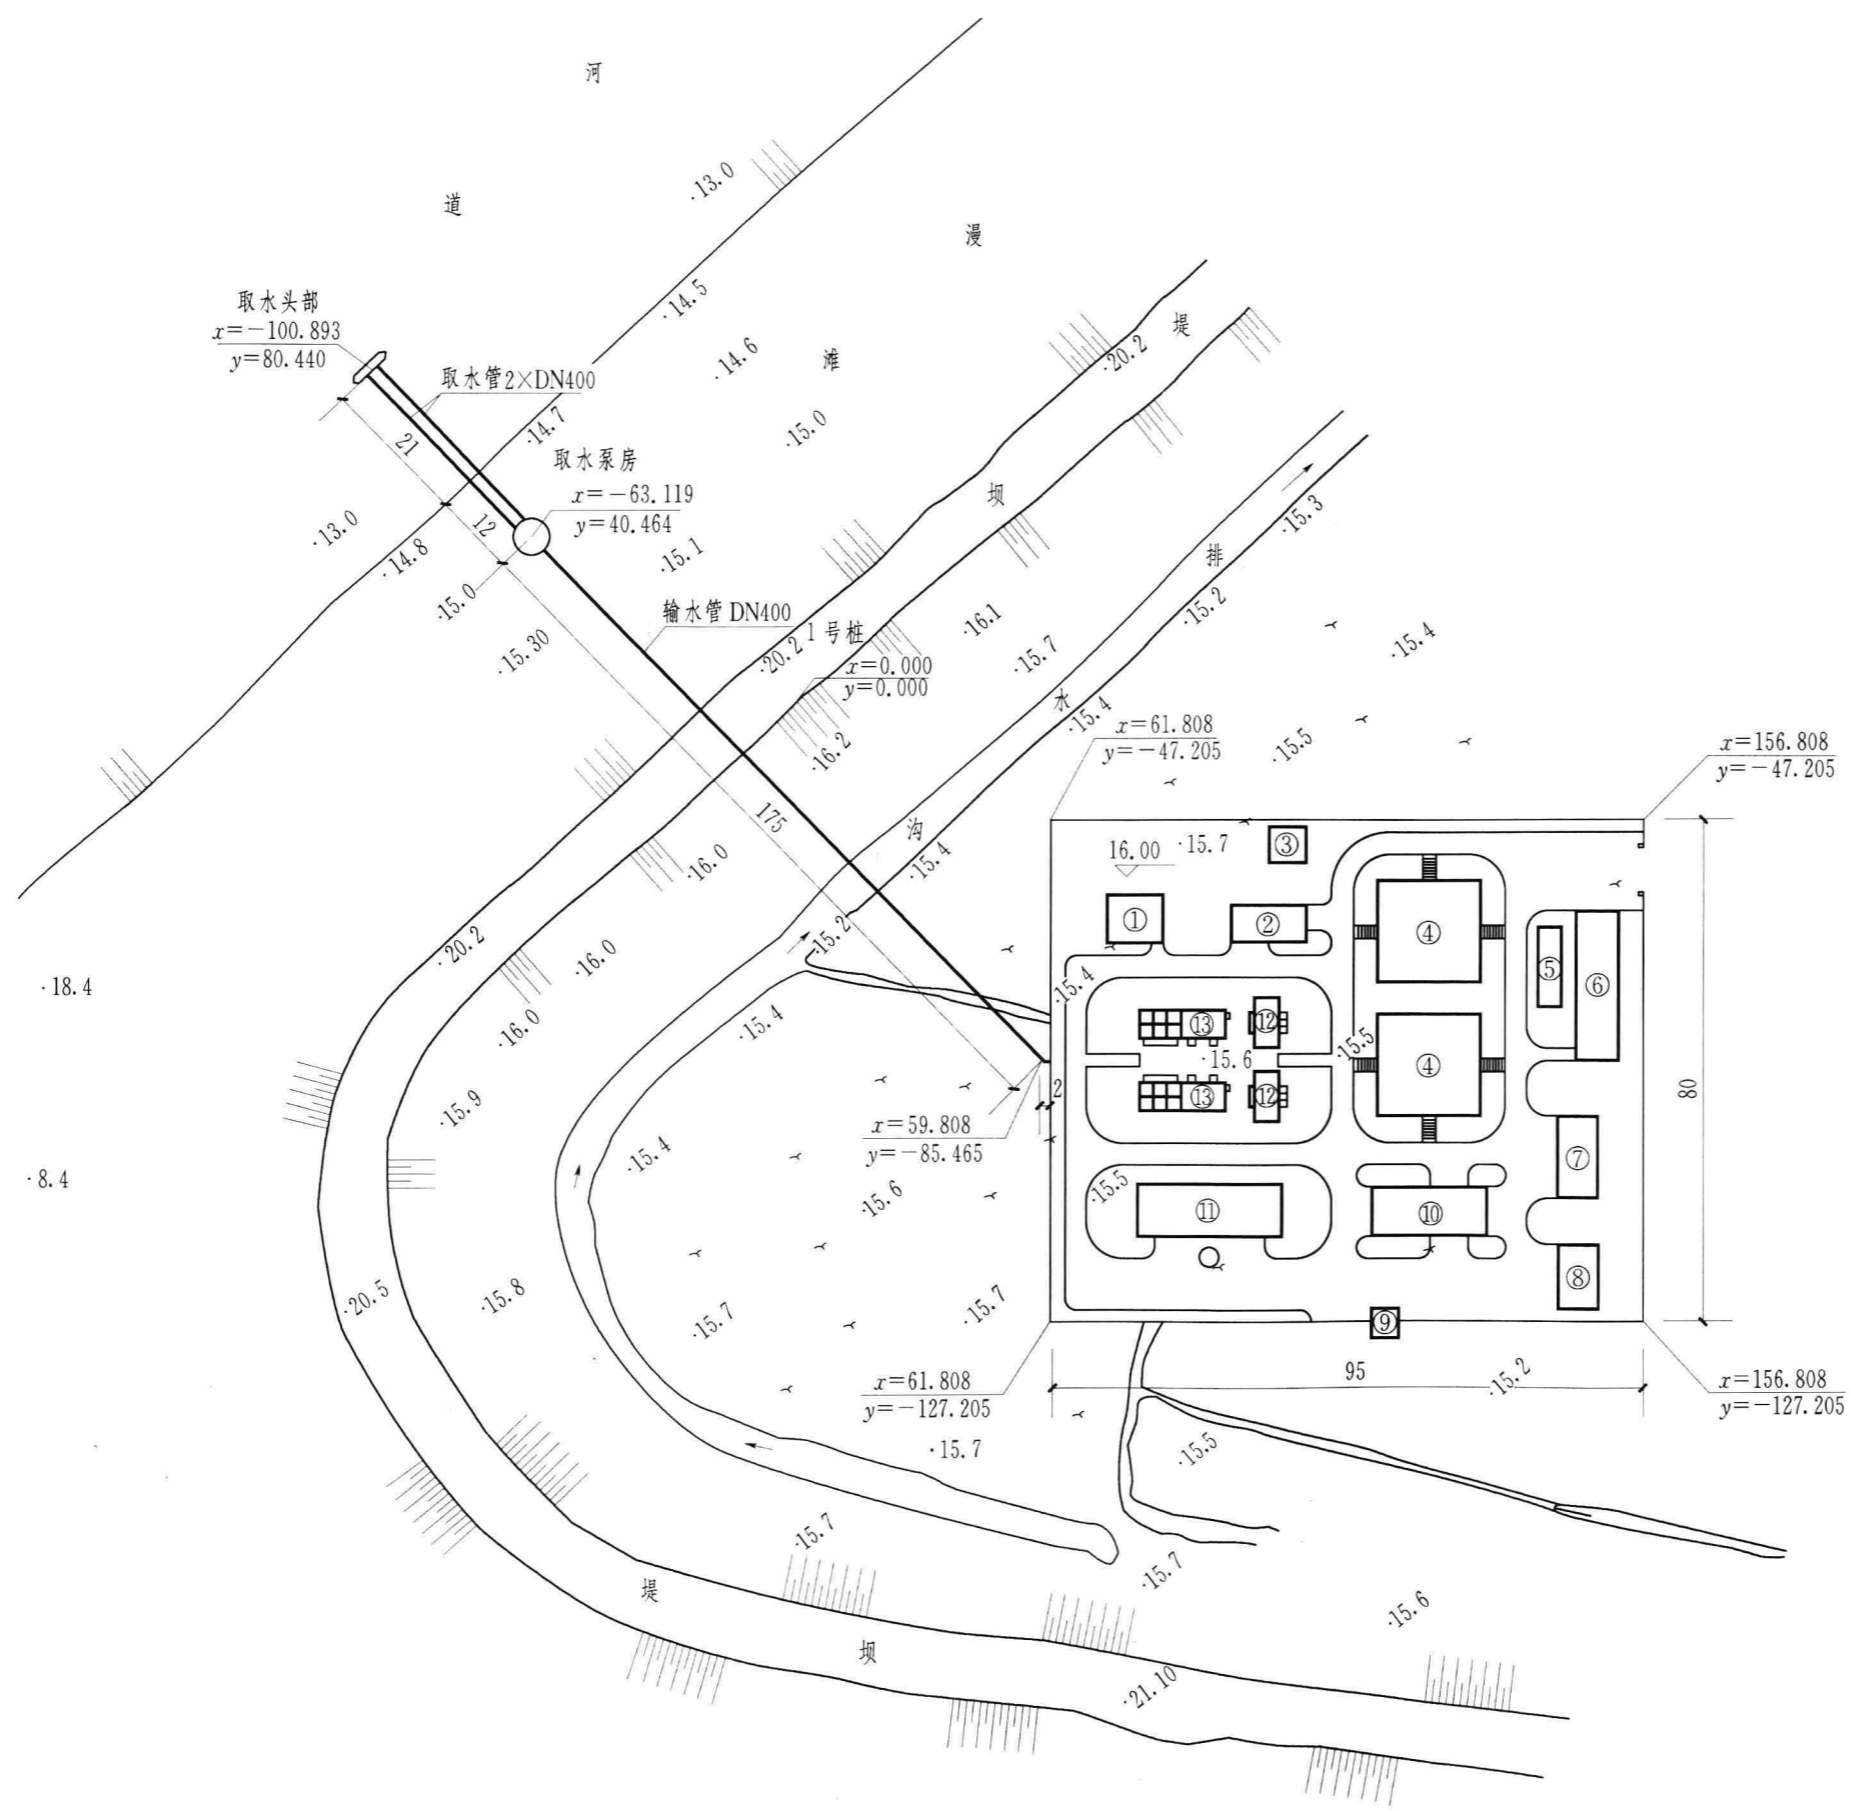 河
·13.0
道
漫
·14.5
取水头部
x=-100.893
y=80.440
堤
·20.2
·14.6
滩
取水管2×DN400
·14.7
·15.0
21
取水泵房
x=-63.119
y=40.464
坝
12
·13.0
·14.8
·15.3
·15.1
排
·15.0
输水管 DN400
·15.2
·15.30
·16.1
1号桩
·20.2
·15.7
·15.4
x=0.000
y=0.000
水
·15.4
·16.2
x=61.808
y=-47.205
·15.5
x=156.808
y=-47.205
175
沟
·16.0
·15.4
16.00
·15.7
③
①
②
④
·20.2
·15.2
·16.0
·18.4
·15.4
⑤
⑥
·16.0
·15.4
⑬
⑫
·15.6
·15.5
④
80
2
·15.9
⑬
⑫
x=59.808
y=-85.465
·15.4
·8.4
⑦
·15.5
·15.6
⑪
⑩
·20.5
·15.8
·15.7
·15.7
⑧
⑨
x=61.808
y=-127.205
95
·15.2
x=156.808
y=-127.205
·15.7
·15.5
·15.7
·15.7
堤
·15.6
坝
·21.10